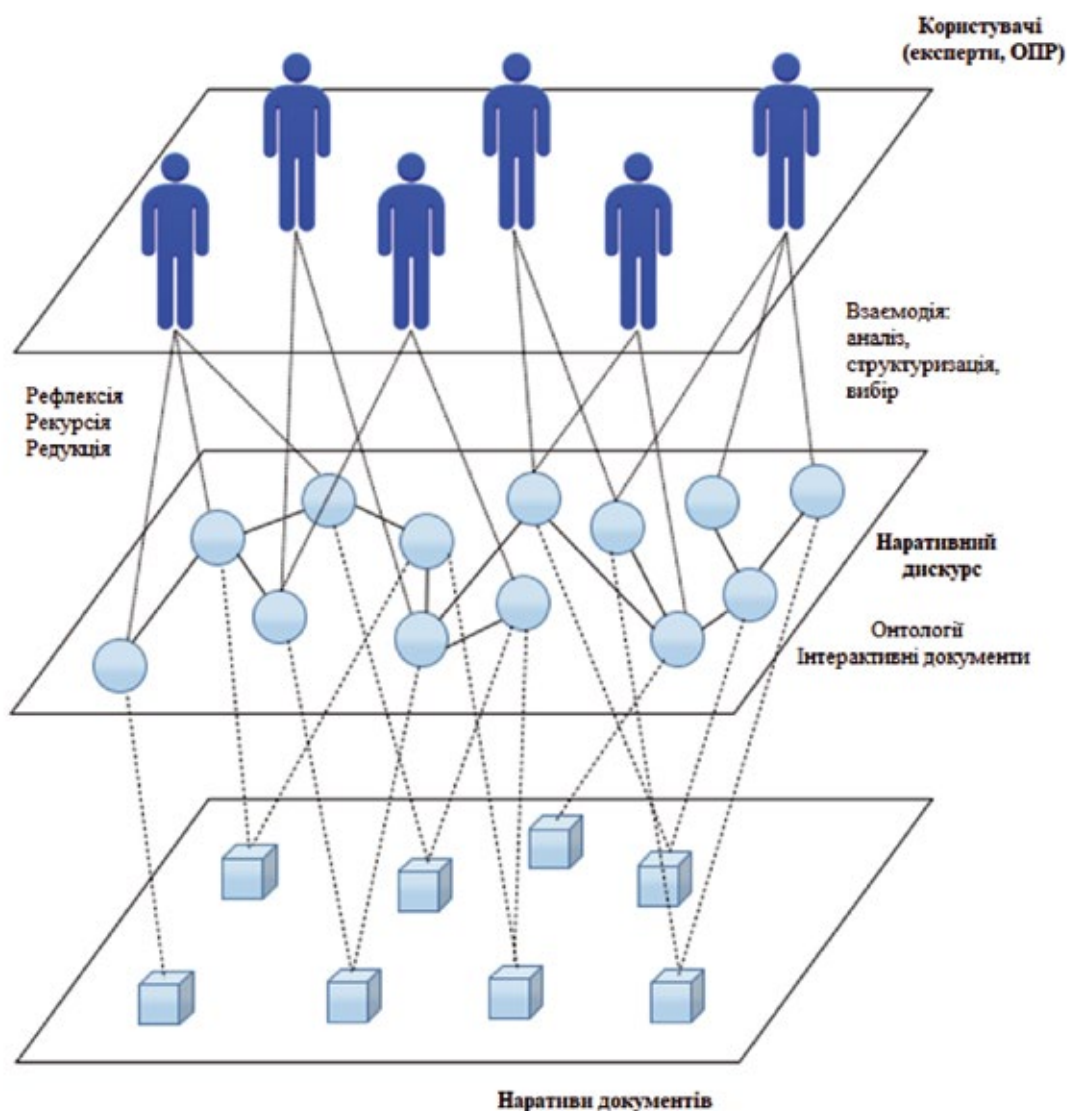 Користувачі
(експерти, ОПР)
Взаємодія:
аналіз,
структуризація,
вибір
Рефлексія
Рекурсія
Редукція
Наративний
дискурс
Онтології
Інтерактивні документи
Наративи документів